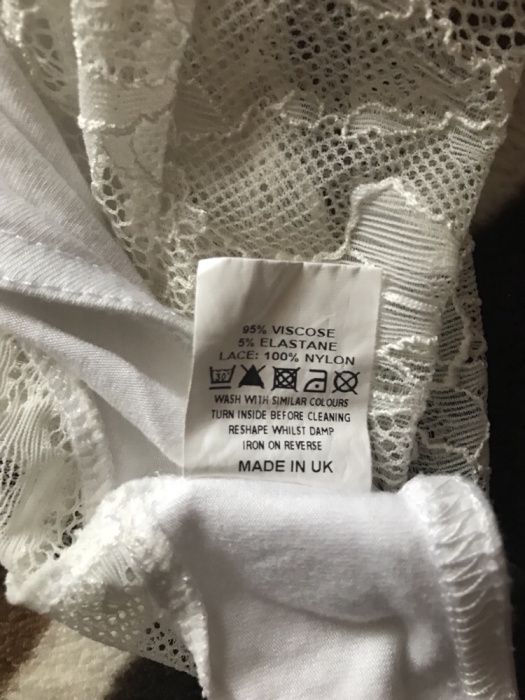 95% VISCOSE
5% ELASTANE
LACE: 100% NYLON
30
WASH WITH SIMILAR COLOURS
TURN INSIDE BEFORE CLEANING
RESHAPE WHILST DAMP
IRON ON REVERSE
MADE IN UK